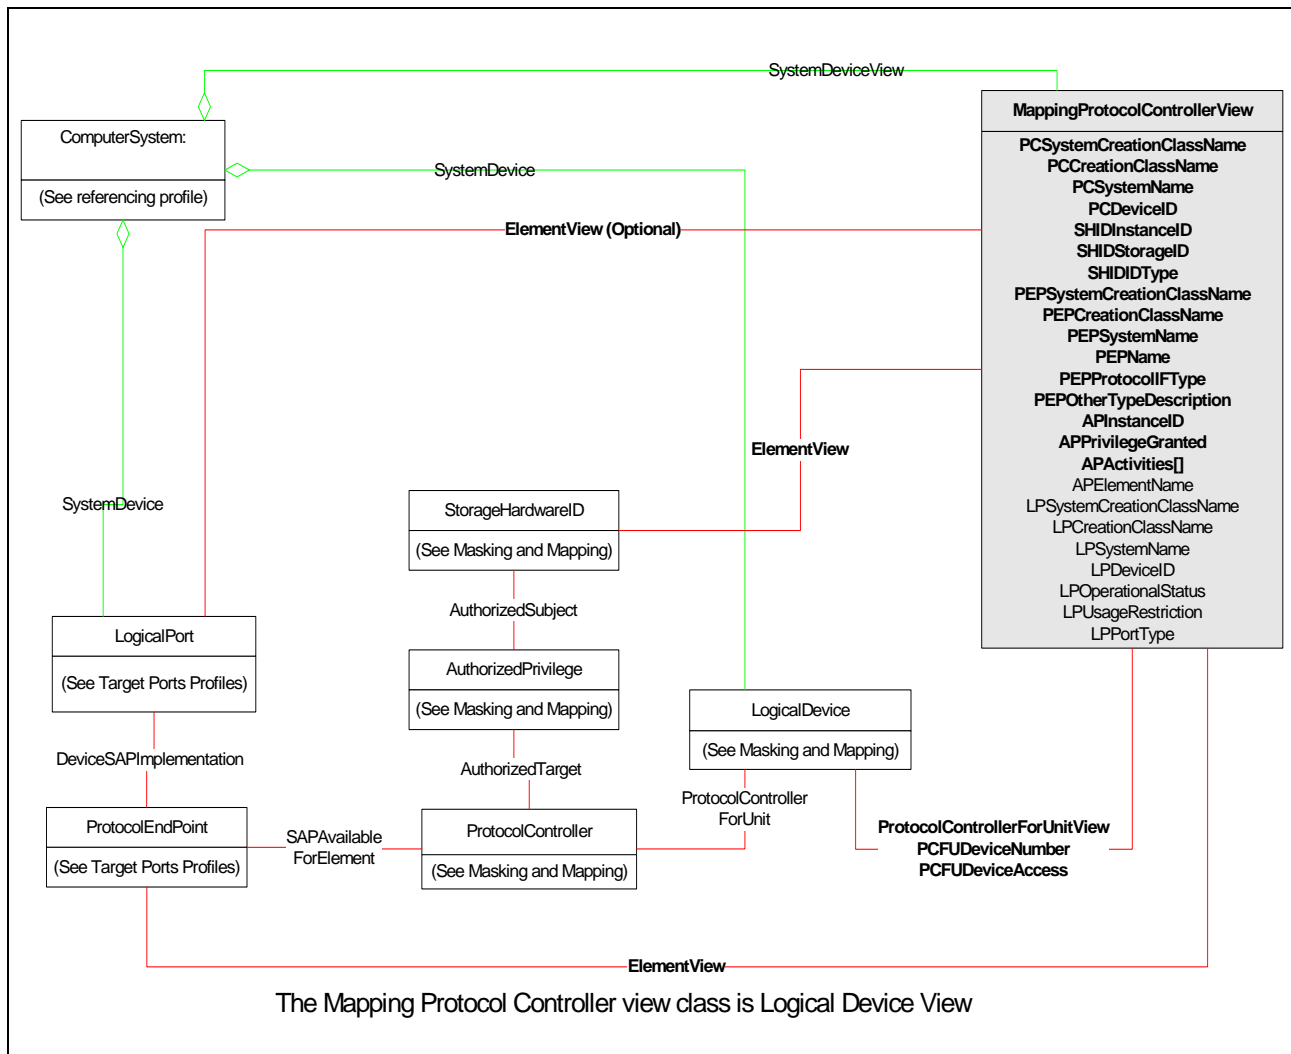 SystemDeviceView
ComputerSystem:
(See referencing profile)
SystemDevice
ElementView (Optional)
MappingProtocolControllerView
PCSystemCreationClassName
PCCreationClassName
PCSystemName
PCDeviceID
SHIDInstanceID
SHIDStorageID
SHIDIDType
PEPSystemCreationClassName
PEPCreationClassName
PEPSystemName
PEPName
PEPProtocolIFType
PEPOtherTypeDescription
APInstanceID
APPrivilegeGranted
APActivities[]
APElementName
LPSystemCreationClassName
LPCreationClassName
LPSystemName
LPDeviceID
LPOperationalStatus
LPUsageRestriction
LPPortType
ElementView
SystemDevice
StorageHardwareID
(See Masking and Mapping)
AuthorizedSubject
LogicalPort
(See Target Ports Profiles)
AuthorizedPrivilege
(See Masking and Mapping)
LogicalDevice
(See Masking and Mapping)
DeviceSAPImplementation
AuthorizedTarget
ProtocolController
ForUnit
ProtocolEndPoint
(See Target Ports Profiles)
SAPAvailable
ForElement
ProtocolController
(See Masking and Mapping)
ProtocolControllerForUnitView
PCFUDeviceNumber
PCFUDeviceAccess
ElementView
The Mapping Protocol Controller view class is Logical Device View